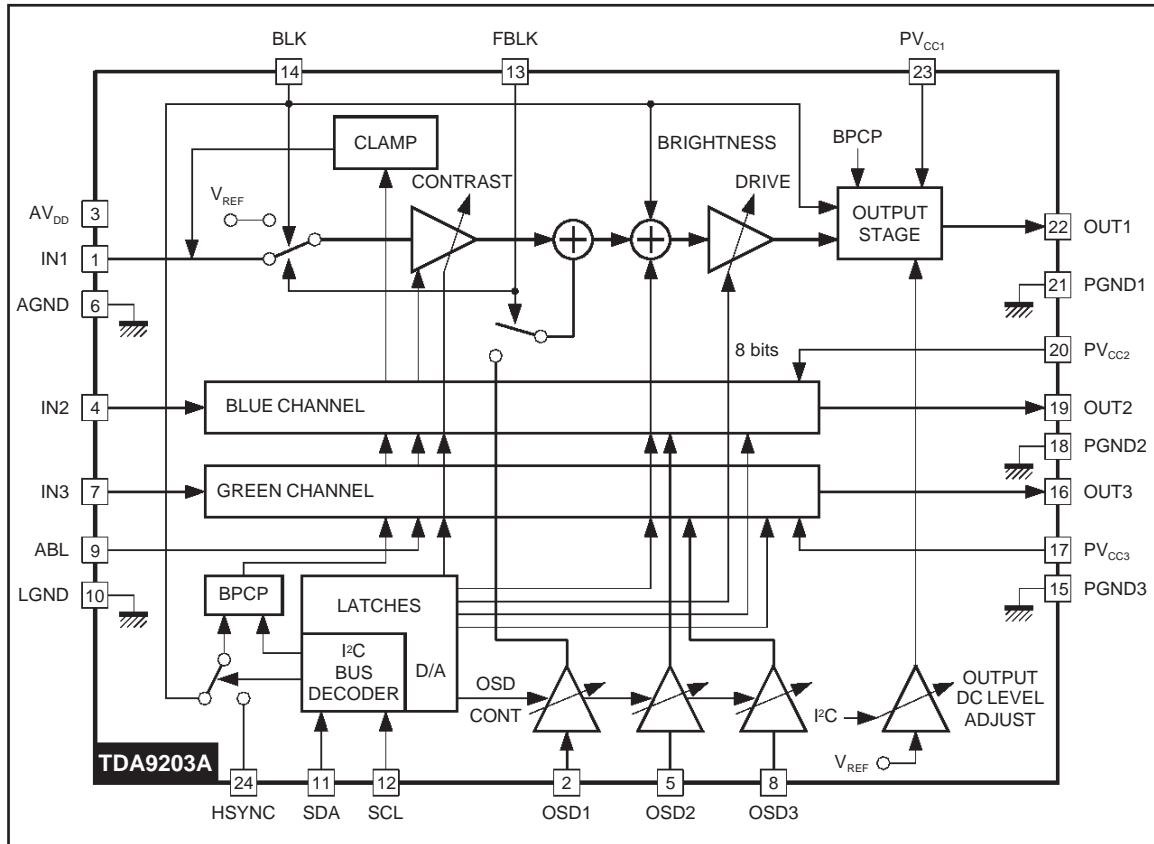 BLK
FBLK
PVCC1
14
13
23
CLAMP
BRIGHTNESS
BPCP
CONTRAST
DRIVE
VREF
AVDD
3
OUTPUT
STAGE
22
OUT1
IN1
1
21
PGND1
AGND
6
8 bits
20
PVCC2
IN2
4
BLUE CHANNEL
19
OUT2
18
PGND2
IN3
7
GREEN CHANNEL
16
OUT3
ABL
9
17
PVCC3
LGND
10
BPCP
LATCHES
15
PGND3
I²C
BUS
DECODER
D/A
OSD
CONT
I²C
OUTPUT
DC LEVEL
ADJUST
VREF
TDA9203A
24
11
12
2
5
8
HSYNC
SDA
SCL
OSD1
OSD2
OSD3